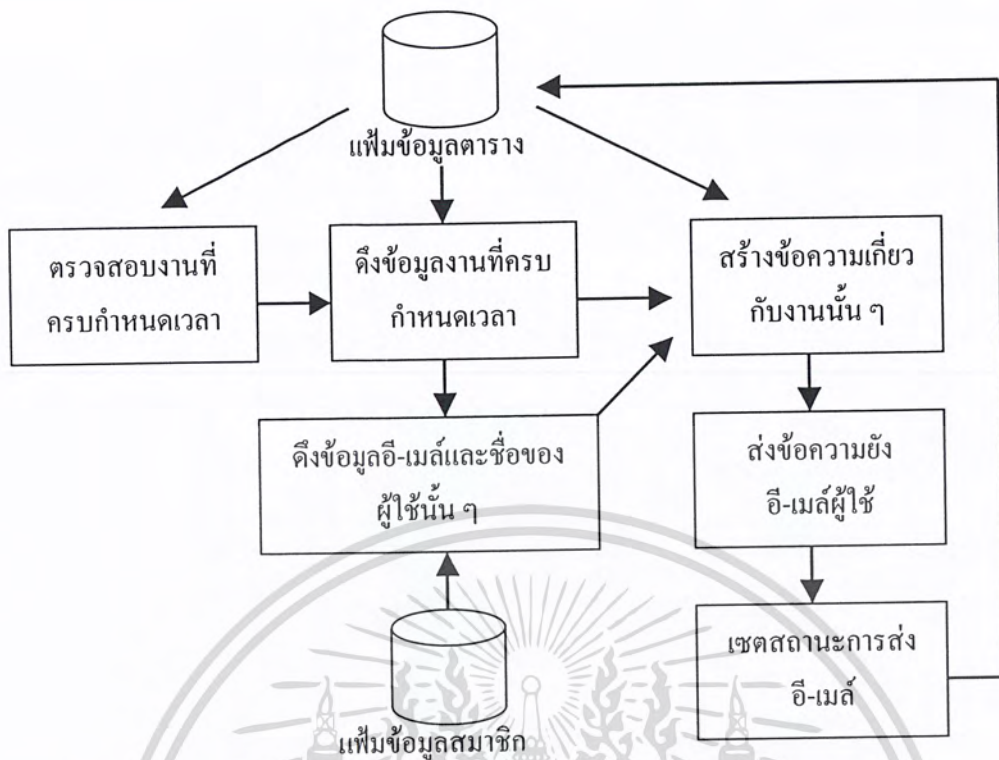 แฟ้มข้อมูลตาราง
ตรวจสอบงานที่
ครบกำหนดเวลา
ดึงข้อมูลงานที่ครบ
กำหนดเวลา
สร้างข้อความเกี่ยว
กับงานนั้น ๆ
ดึงข้อมูลอี-เมล์และชื่อของ
ผู้ใช้นั้น ๆ
ส่งข้อความยัง
อี-เมล์ผู้ใช้
เซตสถานะการส่ง
อี-เมล์
แฟ้มข้อมูลสมาชิก